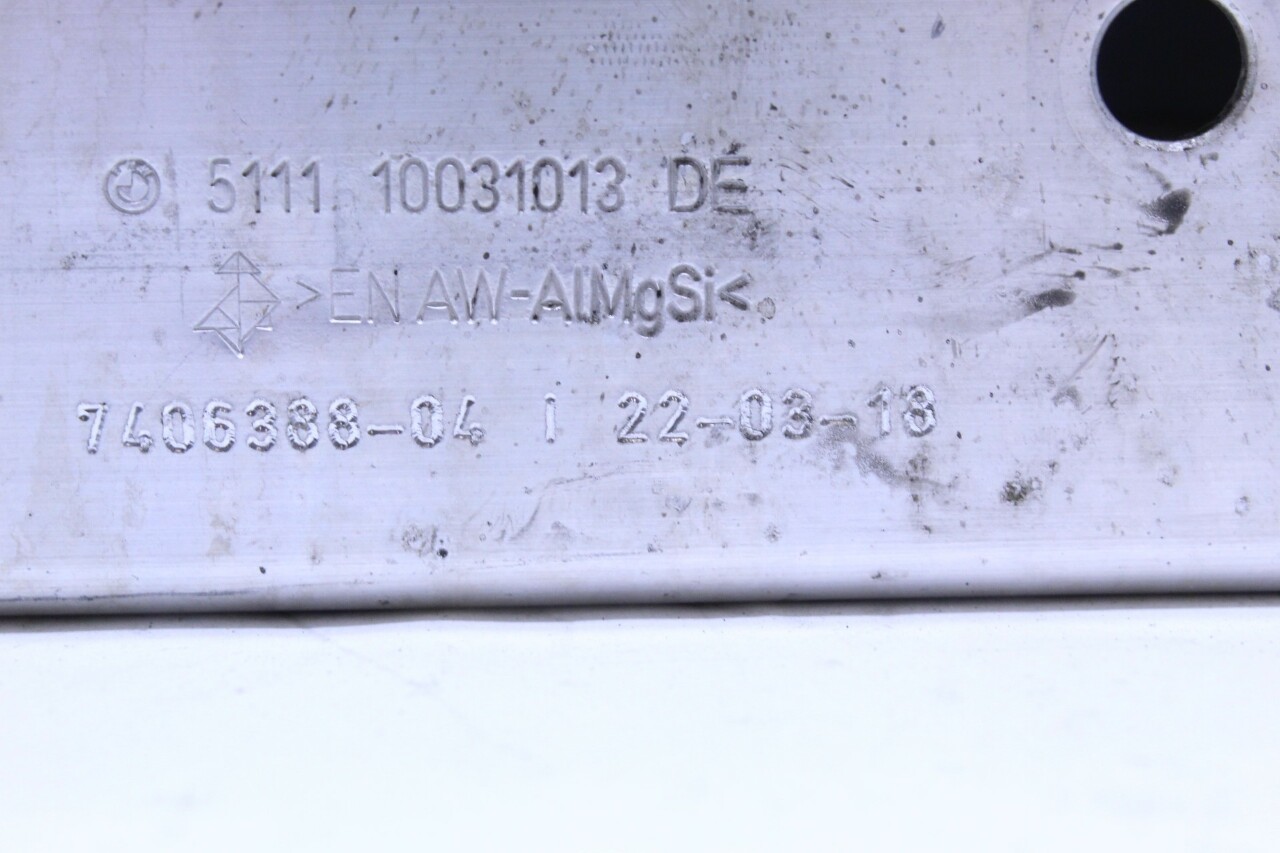 5111 10031013 DE
>EN AW-AlMgSi<
7406388-04 | 22-03-18